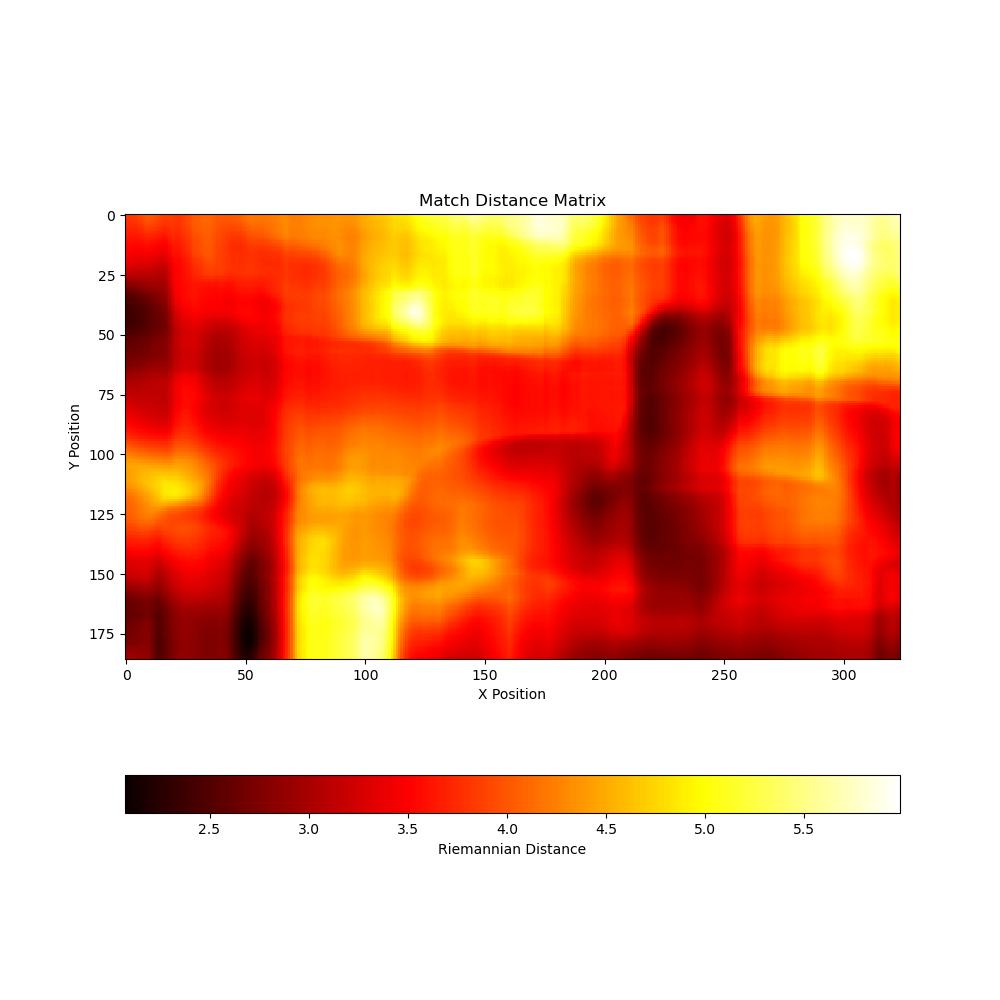 Match Distance Matrix
0
25
50
75
100
125
150
175
Y Position
0 50 100 150 200 250 300
X Position
2.5 3.0 3.5 4.0 4.5 5.0 5.5
Riemannian Distance